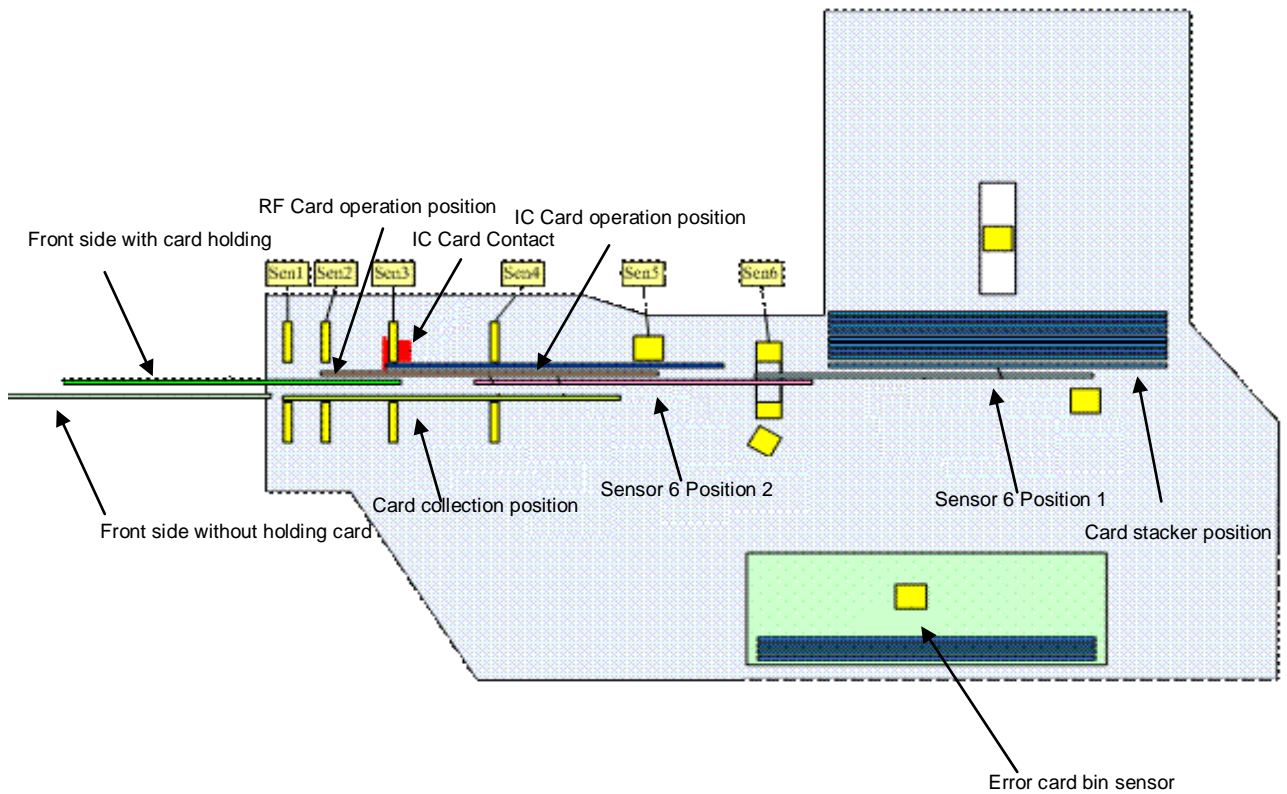 RF Card operation position
IC Card operation position
Front side with card holding
IC Card Contact
Sen1
Sen2
Sen3
Sen4
Sen5
Sen6
Sensor 6 Position 2
Sensor 6 Position 1
Card collection position
Front side without holding card
Card stacker position
Error card bin sensor